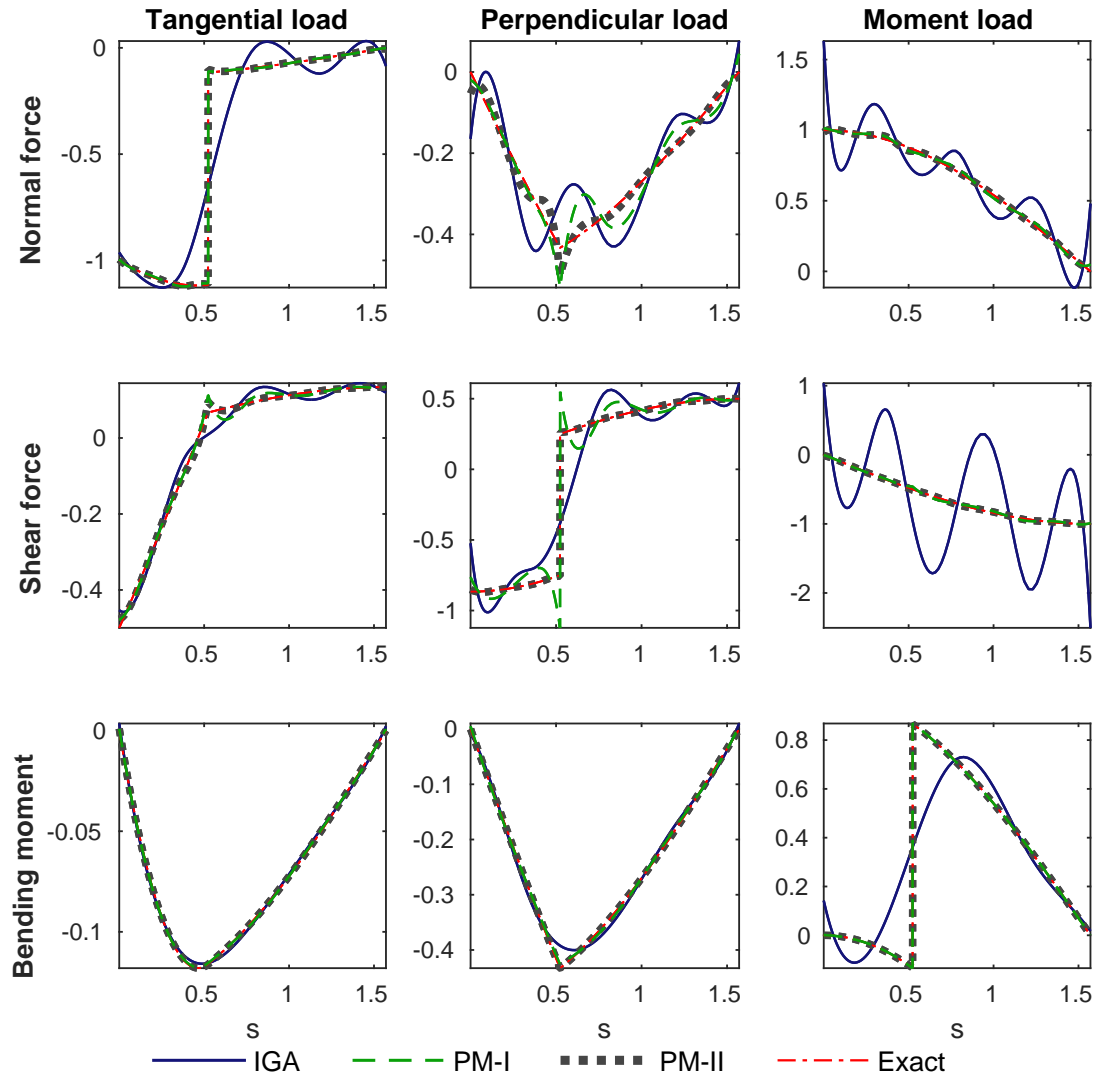 Tangential load
Perpendicular load
Moment load
Normal force
0
-0.5
-1
0.5 1 1.5
0
-0.2
-0.4
0.5 1 1.5
1.5
1
0.5
0
0.5 1 1.5
Shear force
0
-0.2
-0.4
0.5 1 1.5
0.5
0
-0.5
-1
0.5 1 1.5
1
0
-1
-2
0.5 1 1.5
Bending moment
0
-0.05
-0.1
0.5 1 1.5
s
0
-0.1
-0.2
-0.3
-0.4
0.5 1 1.5
s
0.8
0.6
0.4
0.2
0
0.5 1 1.5
s
IGA PM-I PM-II Exact